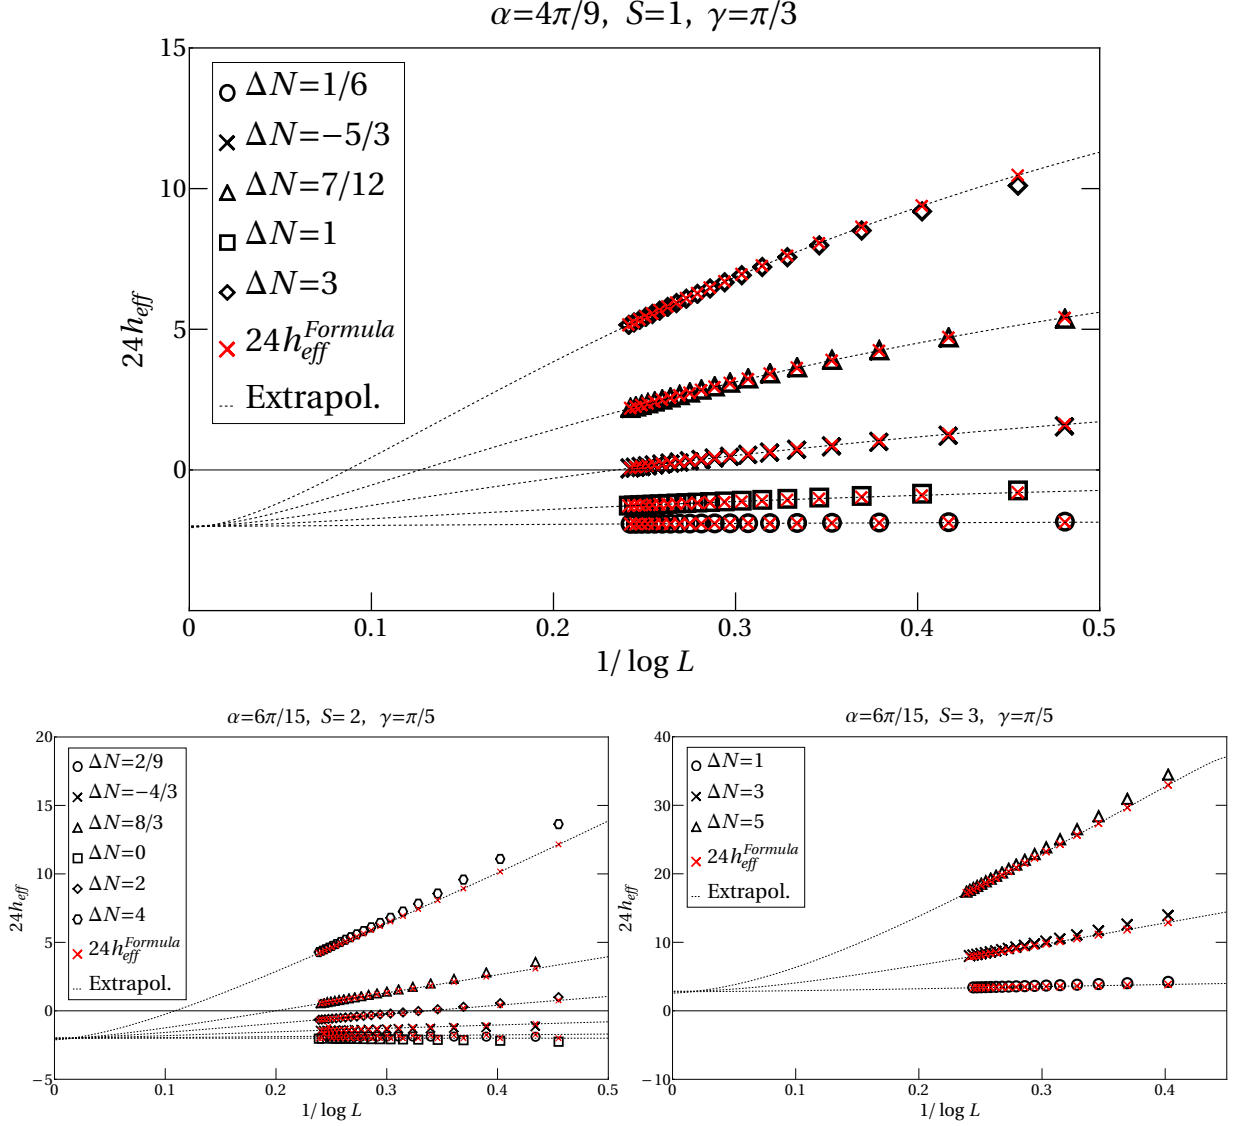 α=4π/9, S=1, γ=π/3
15
10
5
0
24h_eff
ΔN=1/6
ΔN=−5/3
ΔN=7/12
ΔN=1
ΔN=3
24h_eff^Formula
Extrapol.
0 0.1 0.2 0.3 0.4 0.5
1/ log L
α=6π/15, S= 2, γ=π/5
20
15
10
5
0
−5
24h_eff
ΔN=2/9
ΔN=−4/3
ΔN=8/3
ΔN=0
ΔN=2
ΔN=4
24h_eff^Formula
Extrapol.
0 0.1 0.2 0.3 0.4 0.5
1/ log L
α=6π/15, S= 3, γ=π/5
40
30
20
10
0
−10
24h_eff
ΔN=1
ΔN=3
ΔN=5
24h_eff^Formula
Extrapol.
0 0.1 0.2 0.3 0.4
1/ log L